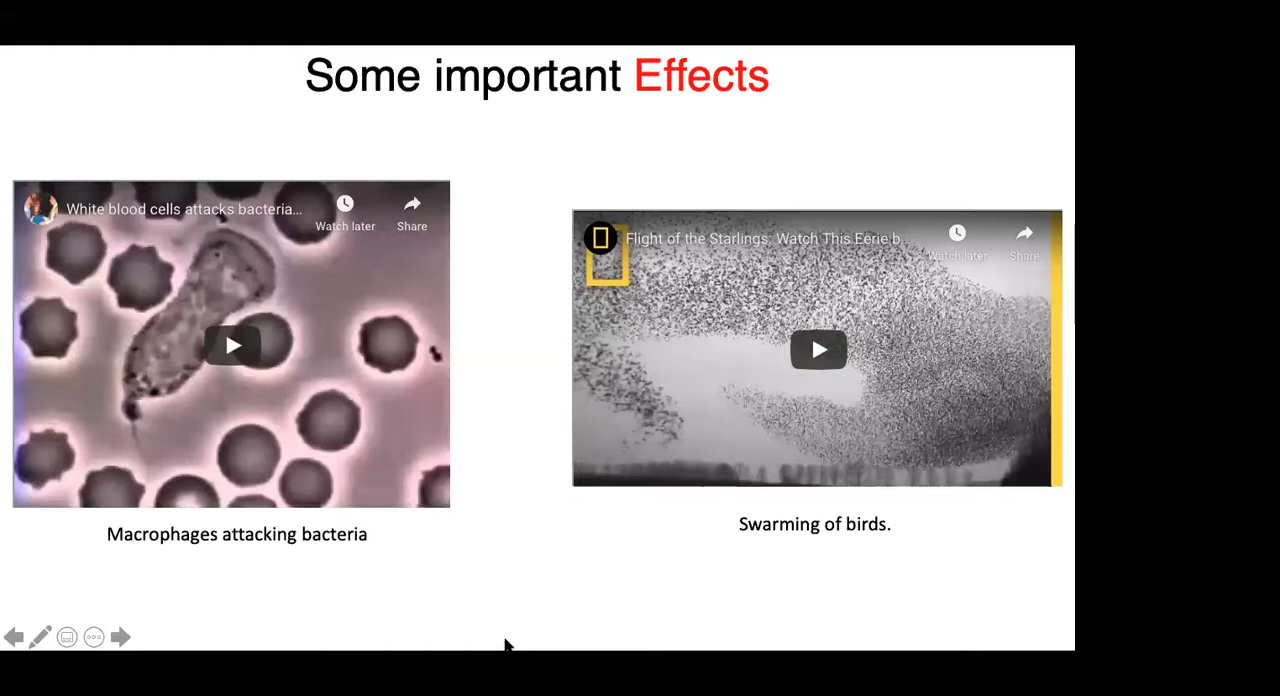 Some important Effects
White blood cells attacks bacteria...
Watch later
Share
Flight of the Starlings: Watch This Eerie b...
Watch later
Share
Macrophages attacking bacteria
Swarming of birds.